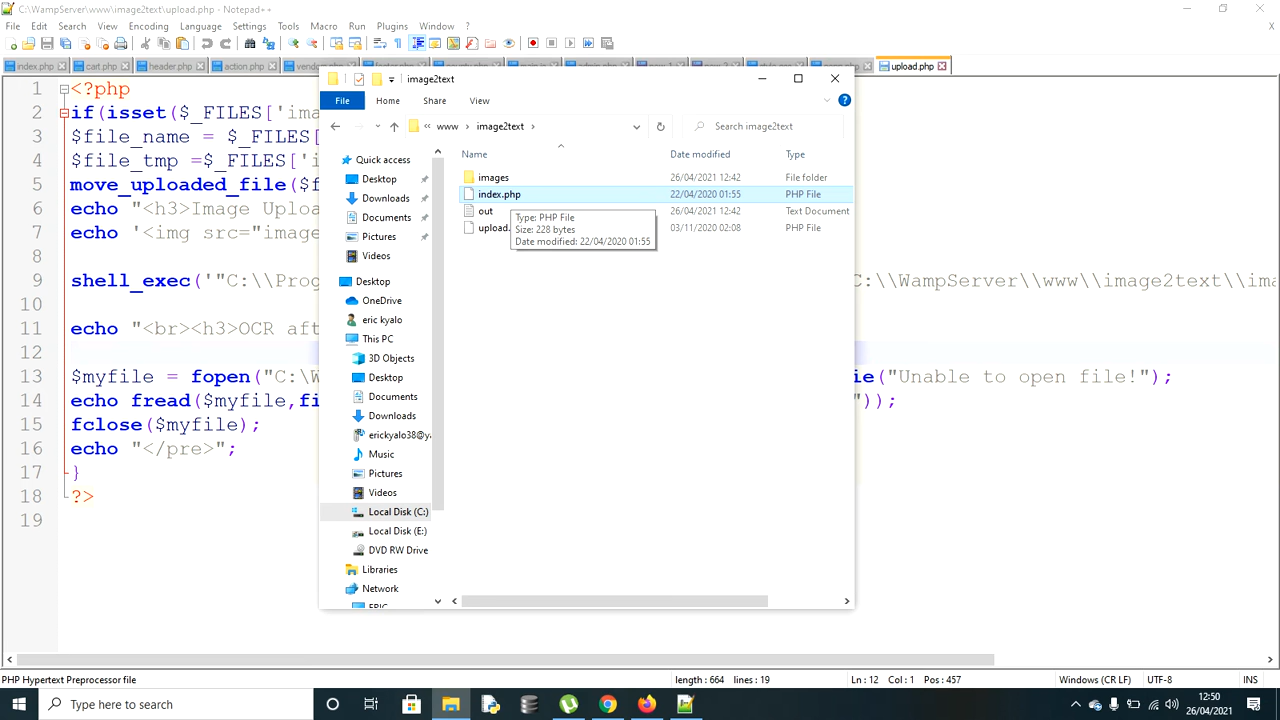 C:\WampServer\www\image2text\upload.php - Notepad++
File Edit Search View Encoding Language Settings Tools Macro Run Plugins Window ?
index.php cart.php header.php action.php upload.php
1 <?php
2 if(isset($_FILES['ima
3 $file_name = $_FILES[
4 $file_tmp =$_FILES['i
5 move_uploaded_file($f
6 echo "<h3>Image Uploa
7 echo '<img src="image
8
9 shell_exec('"C:\\Prog C:\\WampServer\\www\\image2text\\ima
10
11 echo "<br><h3>OCR aft
12
13 $myfile = fopen("C:\W ie("Unable to open file!");
14 echo fread($myfile,fi "));
15 fclose($myfile);
16 echo "</pre>";
17 }
18 ?>
19
image2text
File Home Share View
« www › image2text ›
Search image2text
Name Date modified Type
images 26/04/2021 12:42 File folder
index.php 22/04/2020 01:55 PHP File
out 26/04/2021 12:42 Text Document
upload. 03/11/2020 02:08 PHP File
Type: PHP File
Size: 228 bytes
Date modified: 22/04/2020 01:55
Quick access
Desktop
Downloads
Documents
Pictures
Videos
Desktop
OneDrive
eric kyalo
This PC
3D Objects
Desktop
Documents
Downloads
erickyalo38@ya
Music
Pictures
Videos
Local Disk (C:)
Local Disk (E:)
DVD RW Drive
Libraries
Network
ERIC
PHP Hypertext Preprocessor file length : 664 lines : 19 Ln : 12 Col : 1 Pos : 457 Windows (CR LF) UTF-8 INS
Type here to search
12:50
26/04/2021